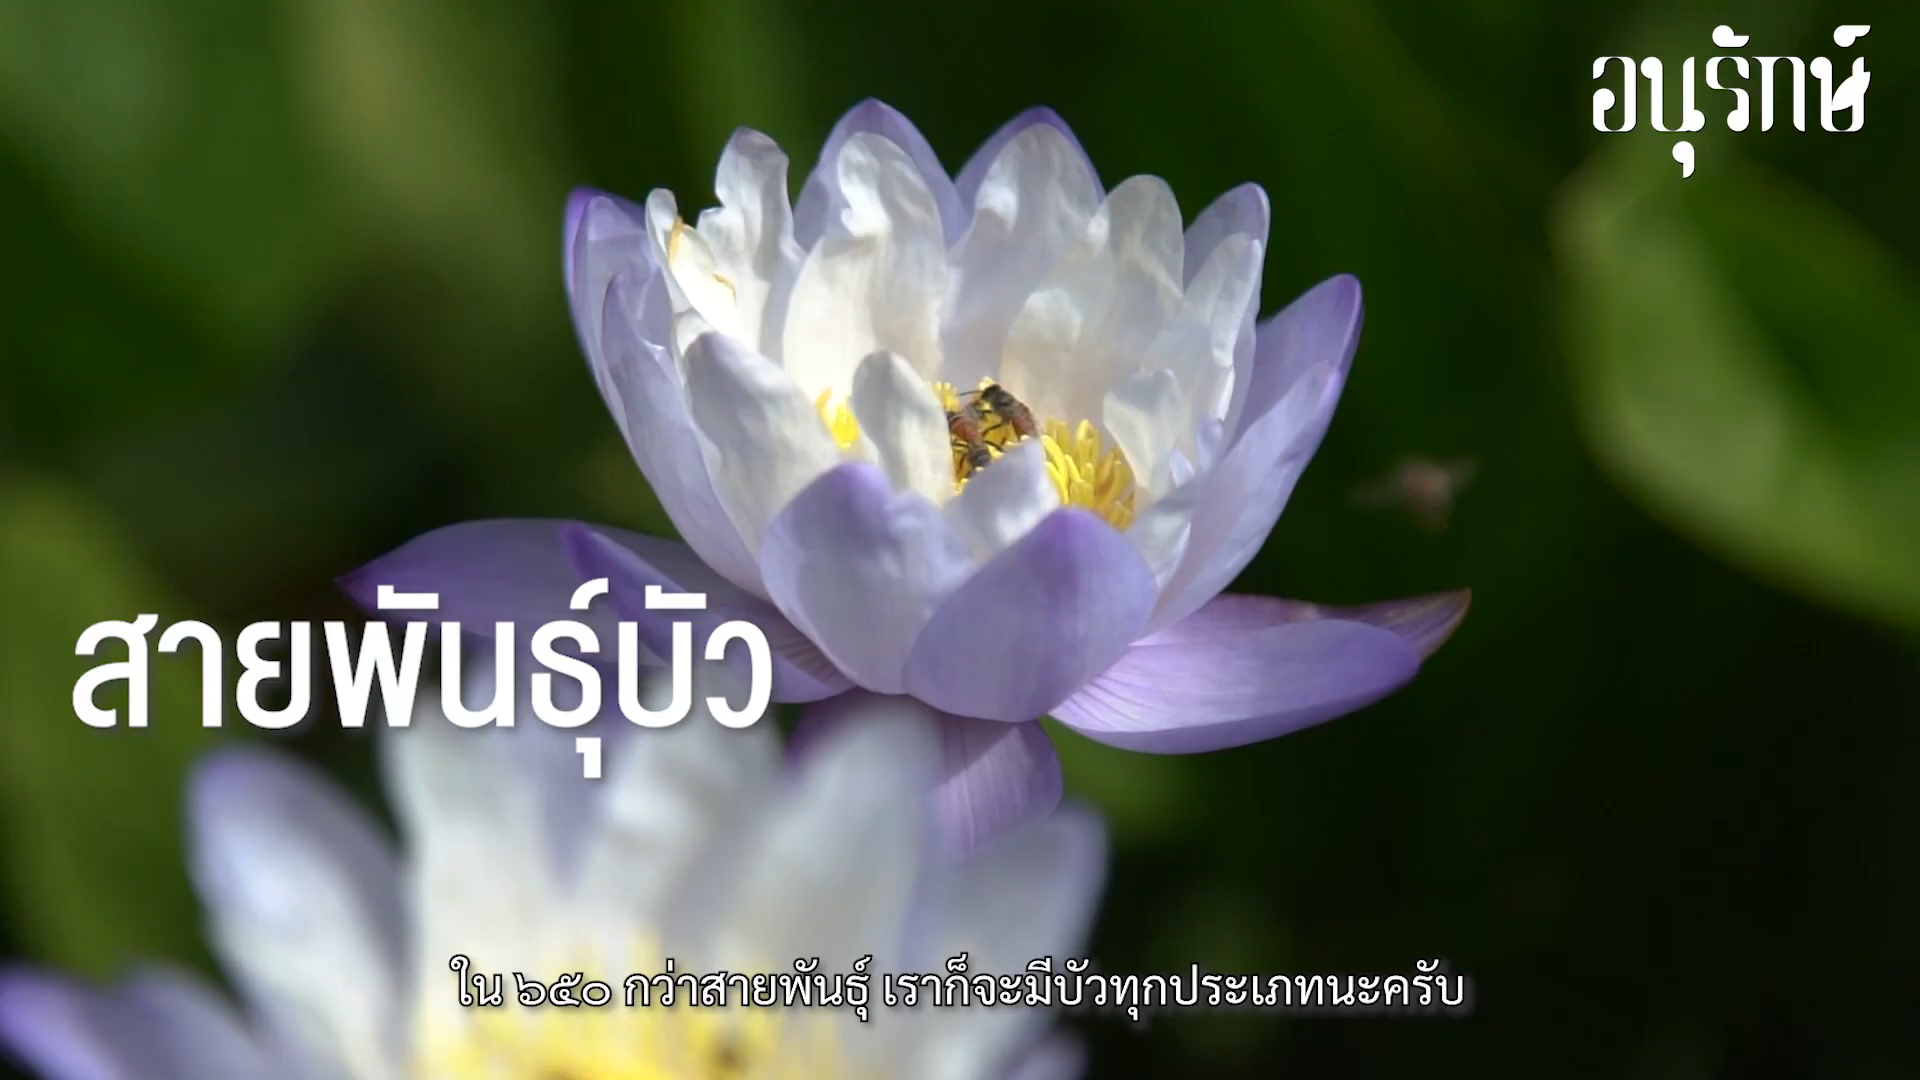 อนุรักษ์
สายพันธุ์บัว
ใน ๖๕๐ กว่าสายพันธุ์ เราก็จะมีบัวทุกประเภทนะครับ